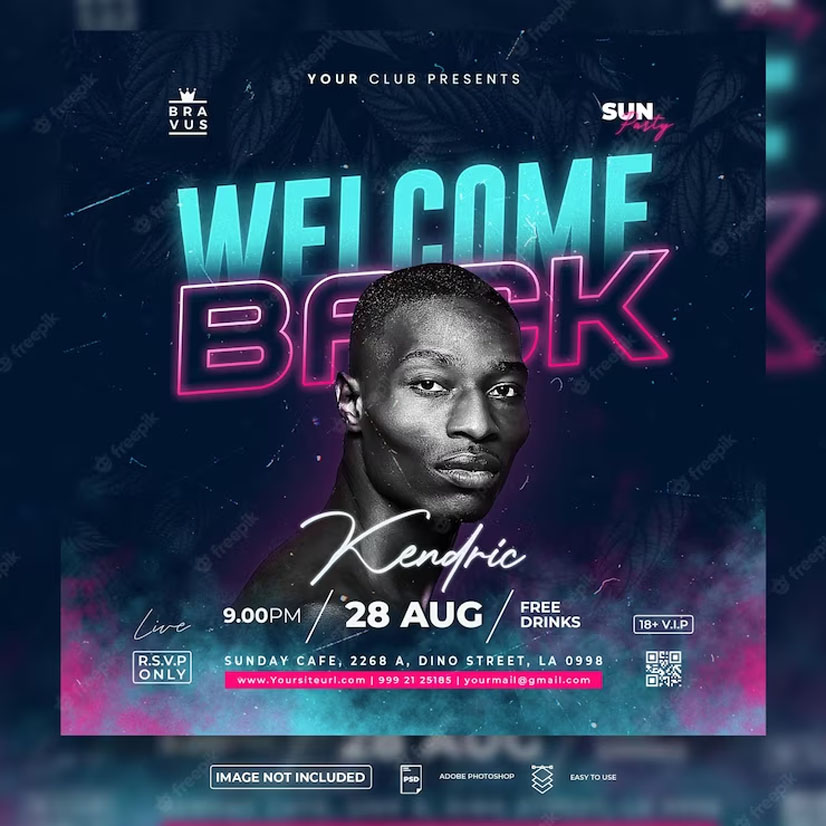 YOUR CLUB PRESENTS
BRA
VUS
SUN
Party
WELCOME
BACK
Kendric
Live
9.00PM / 28 AUG / FREE
DRINKS
18+ V.I.P
R.S.V.P
ONLY
SUNDAY CAFE, 2268 A, DINO STREET, LA 0998
www.Yoursiteurl.com | 999 21 25185 | yourmail@gmail.com
IMAGE NOT INCLUDED
PSD
ADOBE PHOTOSHOP
EASY TO USE
freepik